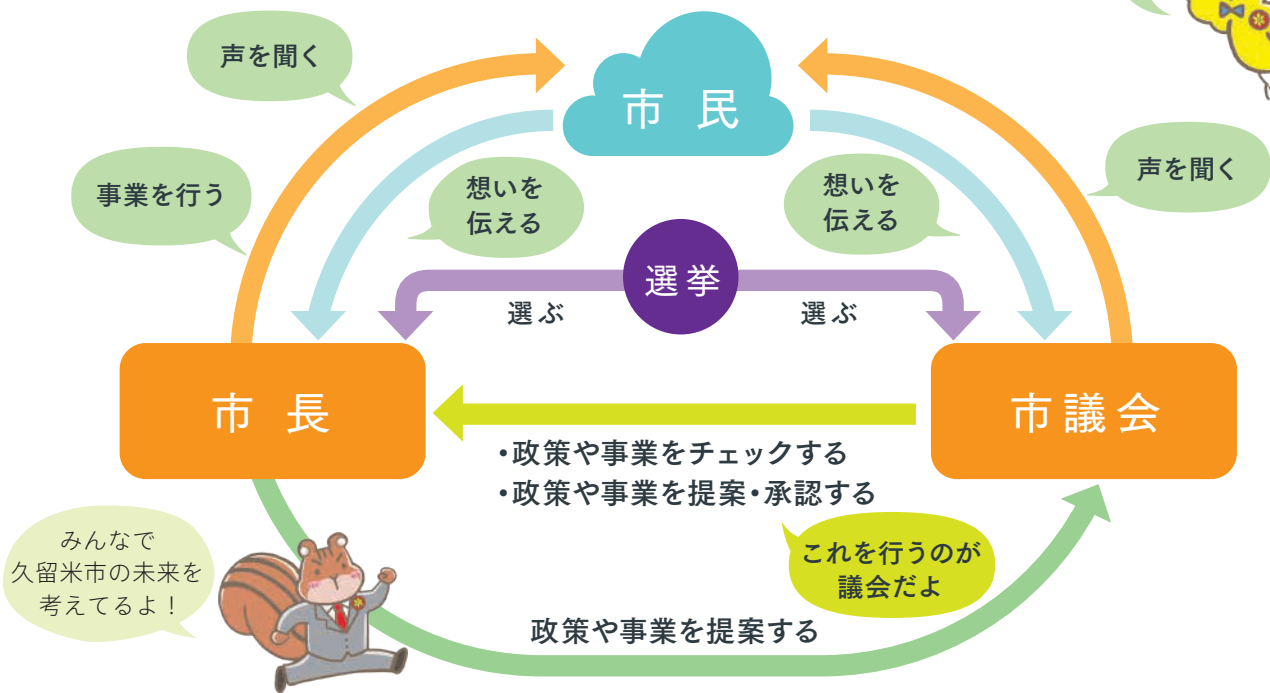 声を聞く
市民
声を聞く
事業を行う
想いを
伝える
想いを
伝える
選挙
選ぶ
選ぶ
市長
市議会
・政策や事業をチェックする
・政策や事業を提案・承認する
みんなで
久留米市の未来を
考えてるよ!
これを行うのが
議会だよ
政策や事業を提案する